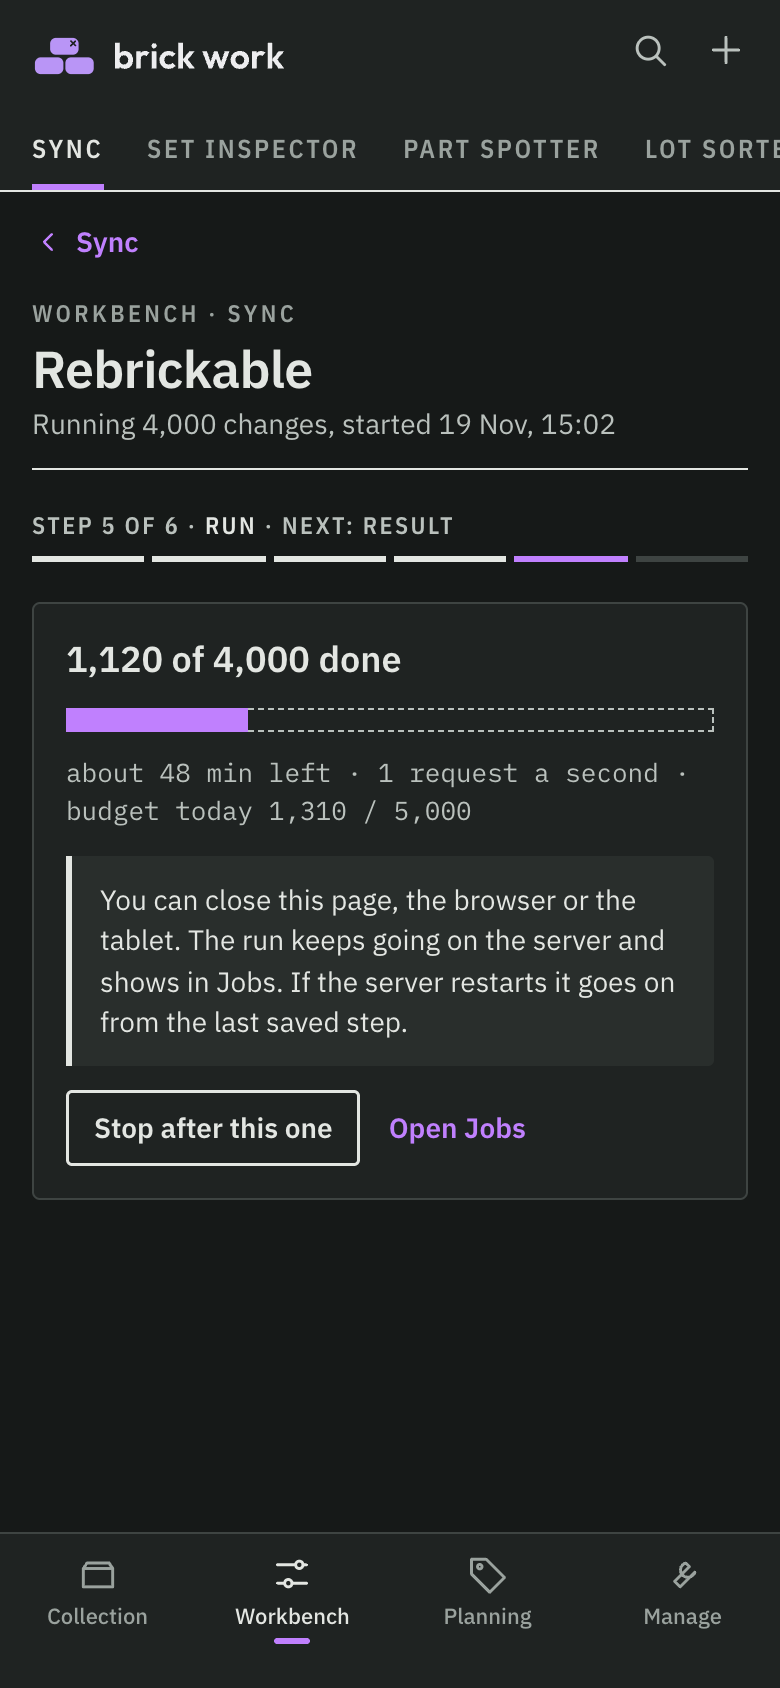 brick work
SYNC SET INSPECTOR PART SPOTTER LOT SORTE
Sync
WORKBENCH · SYNC
Rebrickable
Running 4,000 changes, started 19 Nov, 15:02
STEP 5 OF 6 · RUN · NEXT: RESULT
1,120 of 4,000 done
about 48 min left · 1 request a second ·
budget today 1,310 / 5,000
You can close this page, the browser or the
tablet. The run keeps going on the server and
shows in Jobs. If the server restarts it goes on
from the last saved step.
Stop after this one Open Jobs
Collection Workbench Planning Manage